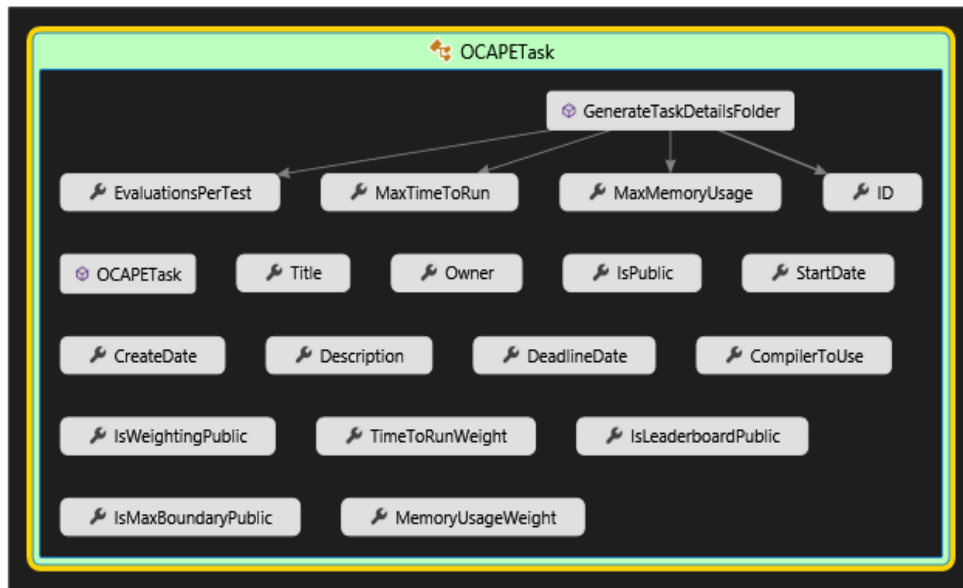 OCAPETask
GenerateTaskDetailsFolder
EvaluationsPerTest MaxTimeToRun MaxMemoryUsage ID
OCAPETask Title Owner IsPublic StartDate
CreateDate Description DeadlineDate CompilerToUse
IsWeightingPublic TimeToRunWeight IsLeaderboardPublic
IsMaxBoundaryPublic MemoryUsageWeight